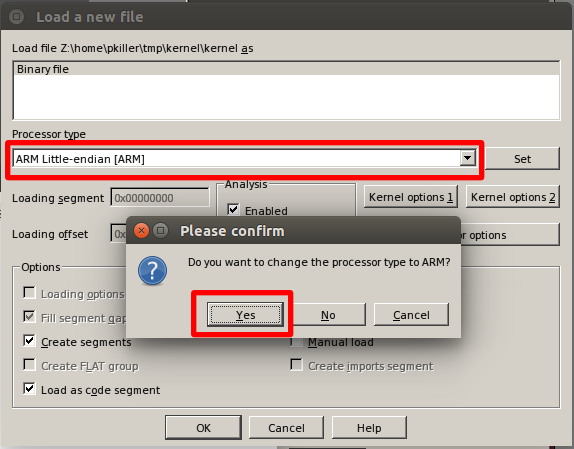 Load a new file
Load file Z:\home\pkiller\tmp\kernel\kernel as
Binary file
Processor type
ARM Little-endian [ARM]
Set
Analysis
Loading segment 0x00000000
Enabled
Kernel options 1 Kernel options 2
Loading offset
options
Please confirm
Do you want to change the processor type to ARM?
Yes No Cancel
Options
Loading options
Fill segment
Create segments
Manual load
Create FLAT group
Create imports segment
Load as code segment
OK Cancel Help